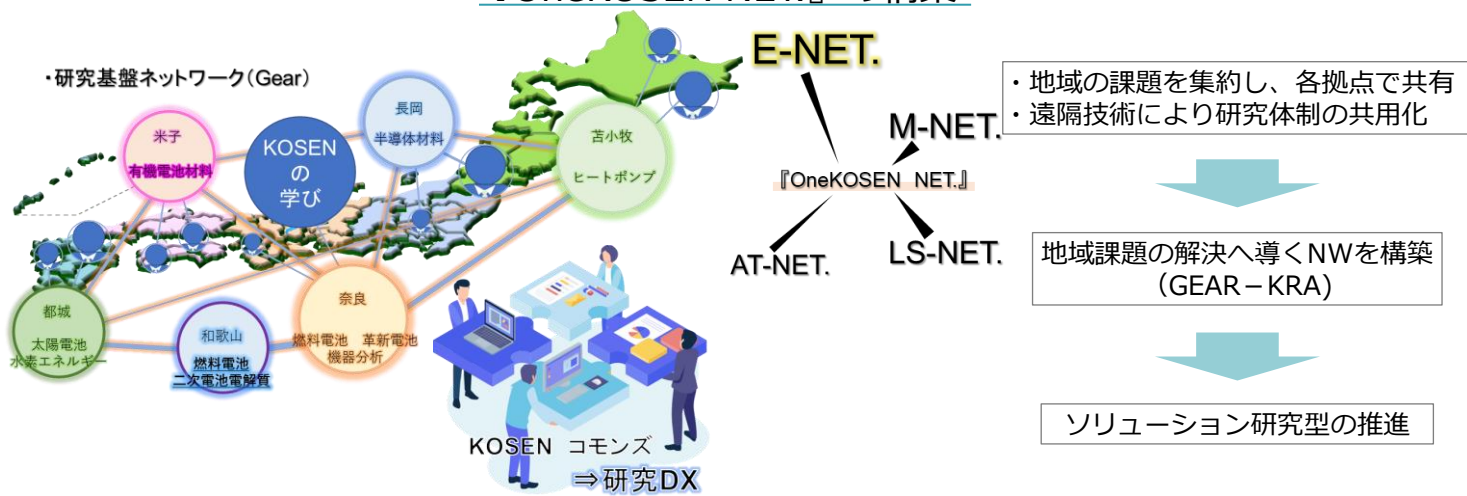 ・研究基盤ネットワーク(Gear)
米子
有機電池材料
KOSEN
の
学び
長岡
半導体材料
苫小牧
ヒートポンプ
都城
太陽電池
水素エネルギー
和歌山
燃料電池
二次電池電解質
奈良
燃料電池 革新電池
機器分析
KOSEN コモンズ
⇒研究DX
E-NET.
M-NET.
『OneKOSEN NET.』
AT-NET.
LS-NET.
・地域の課題を集約し、各拠点で共有
・遠隔技術により研究体制の共用化
地域課題の解決へ導くNWを構築
(GEAR－KRA)
ソリューション研究型の推進